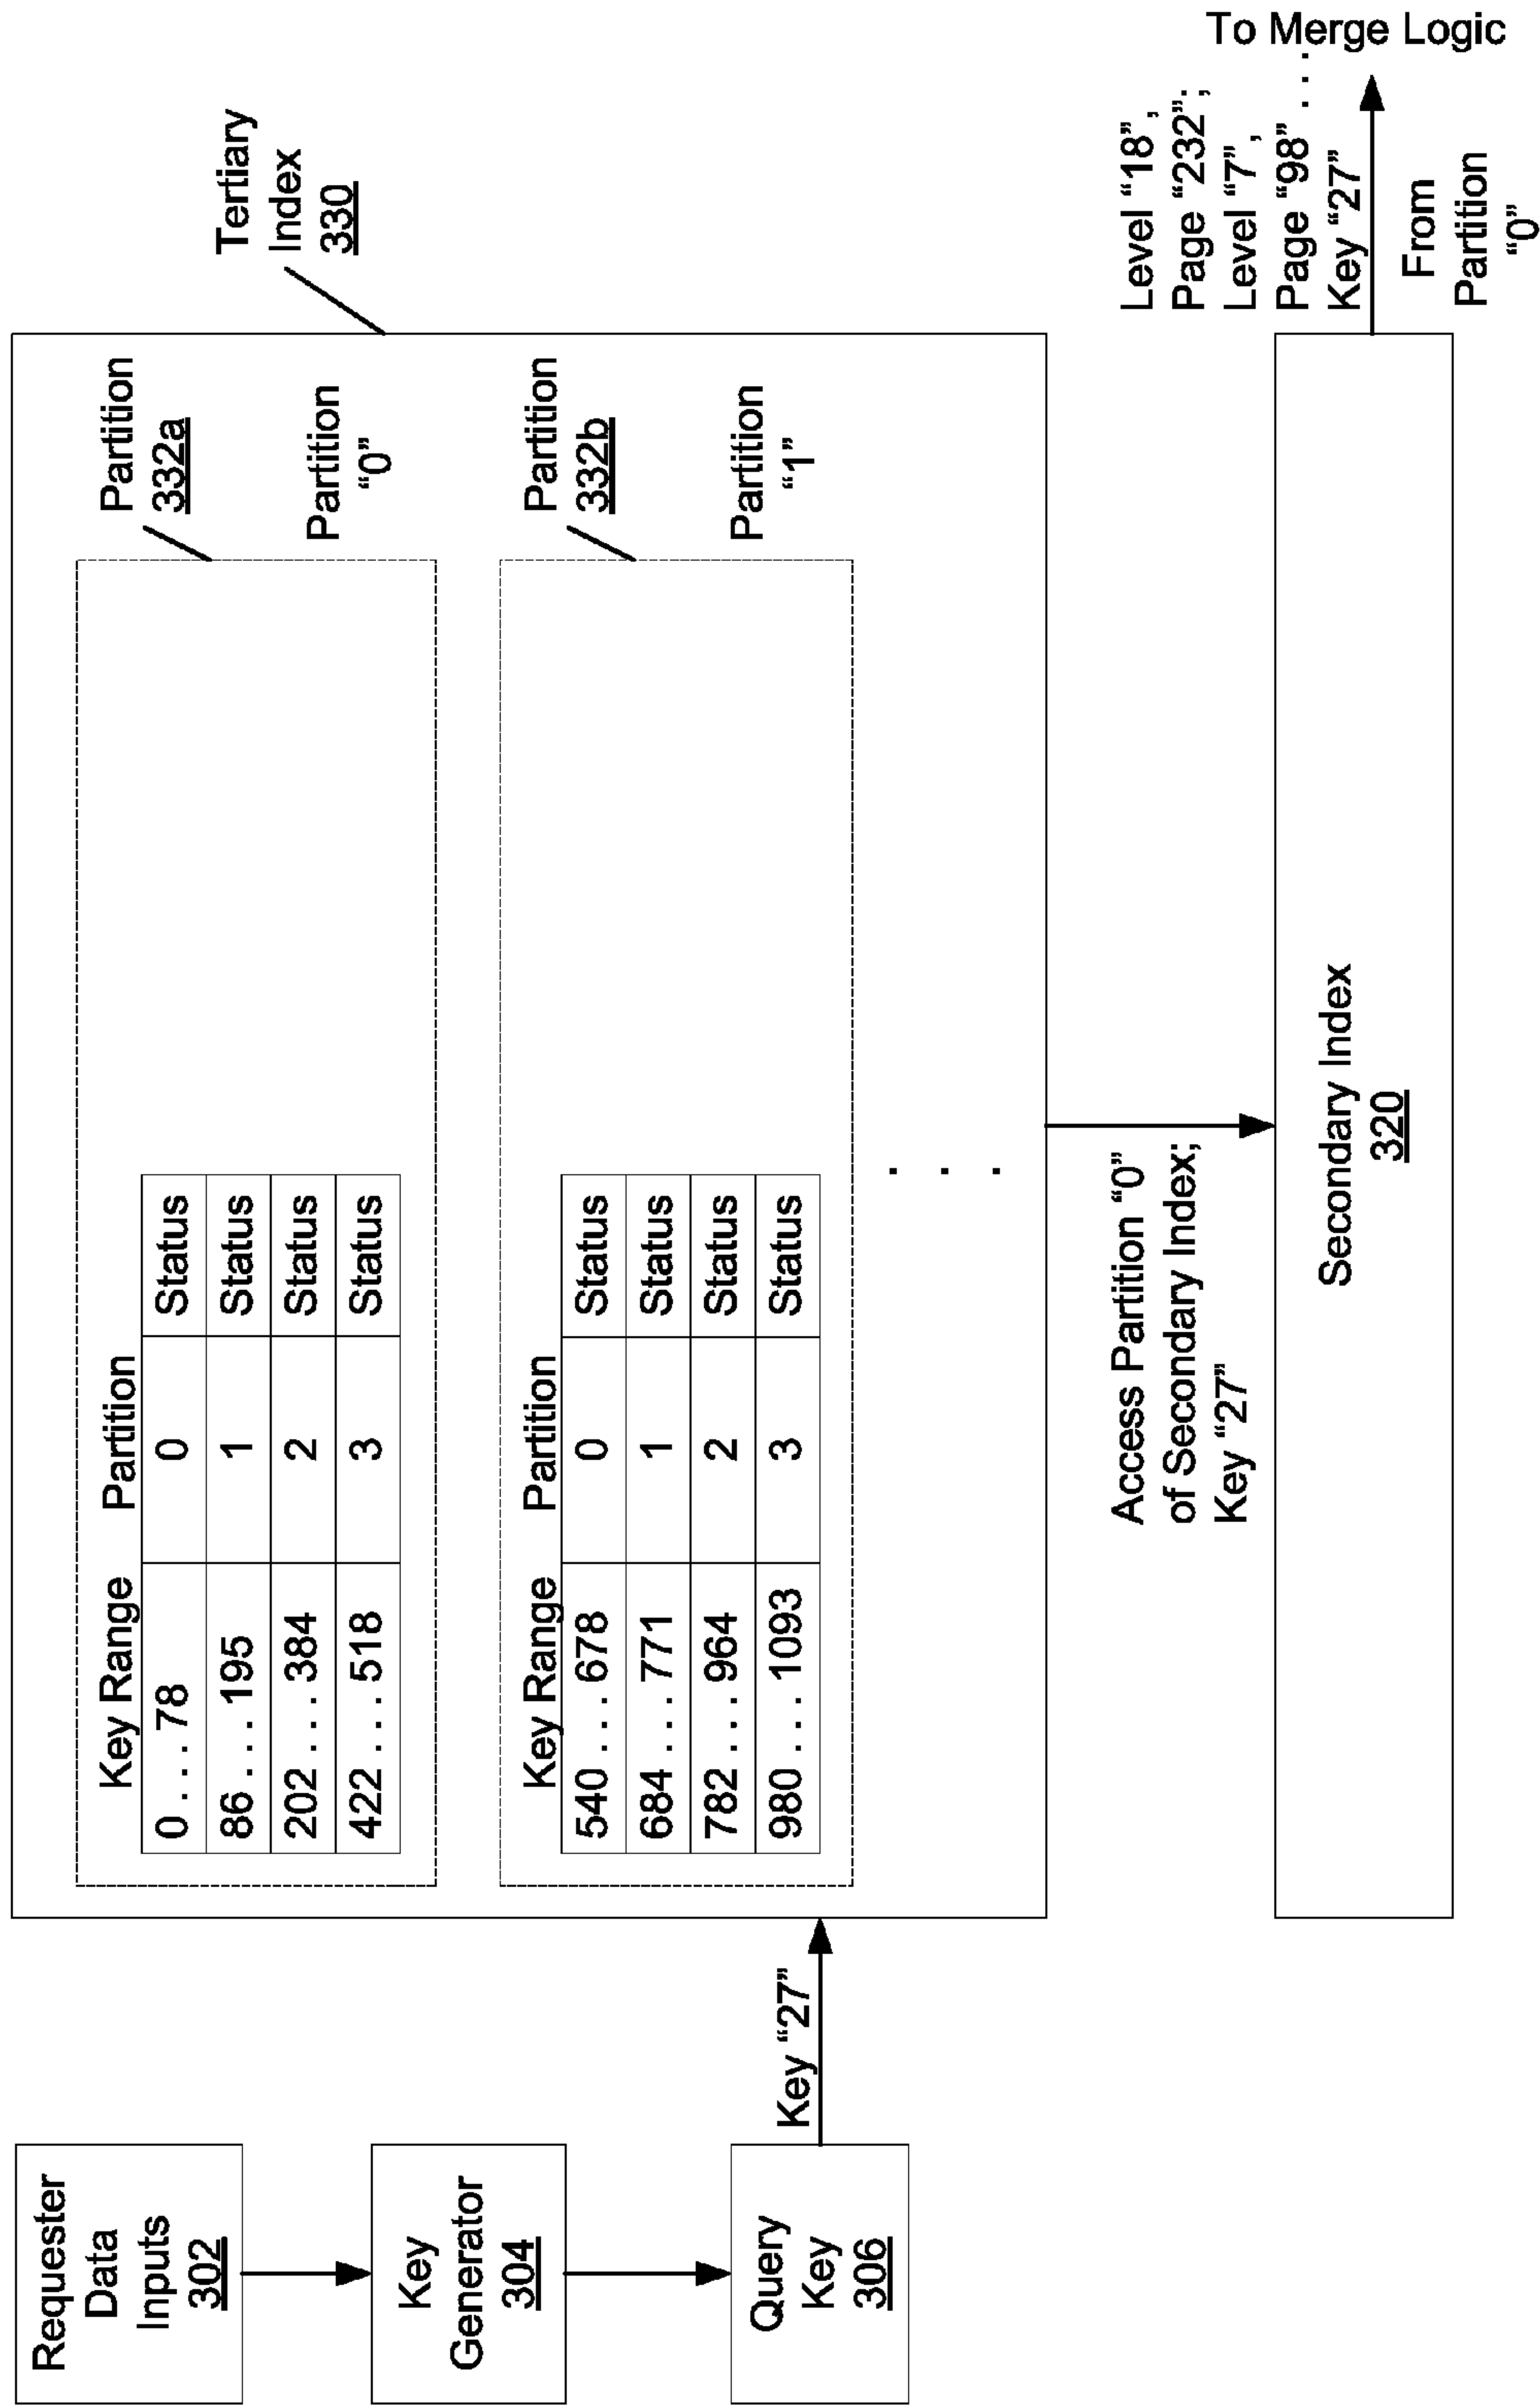 Requester
Data
Inputs
302
Key
Generator
304
Query
Key
306
Key “27”
Tertiary
Index
330
Key Range Partition
0 . . . 78 0 Status
86 . . . 195 1 Status
202 . . . 384 2 Status
422 . . . 518 3 Status
Partition
332a
Partition
“0”
Key Range Partition
540 . . . 678 0 Status
684 . . . 771 1 Status
782 . . . 964 2 Status
980 . . . 1093 3 Status
Partition
332b
Partition
“1”
. . .
Access Partition “0”
of Secondary Index;
Key “27”
Secondary Index
320
Level “18”,
Page “232”;
Level “7”,
Page “98” . . .
Key “27”
From
Partition
“0”
To Merge Logic